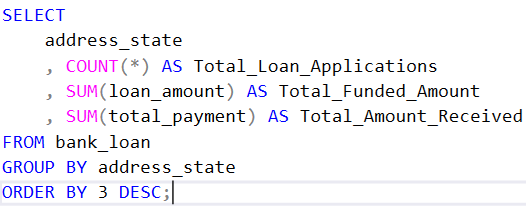 SELECT
    address_state
    , COUNT(*) AS Total_Loan_Applications
    , SUM(loan_amount) AS Total_Funded_Amount
    , SUM(total_payment) AS Total_Amount_Received
FROM bank_loan
GROUP BY address_state
ORDER BY 3 DESC;